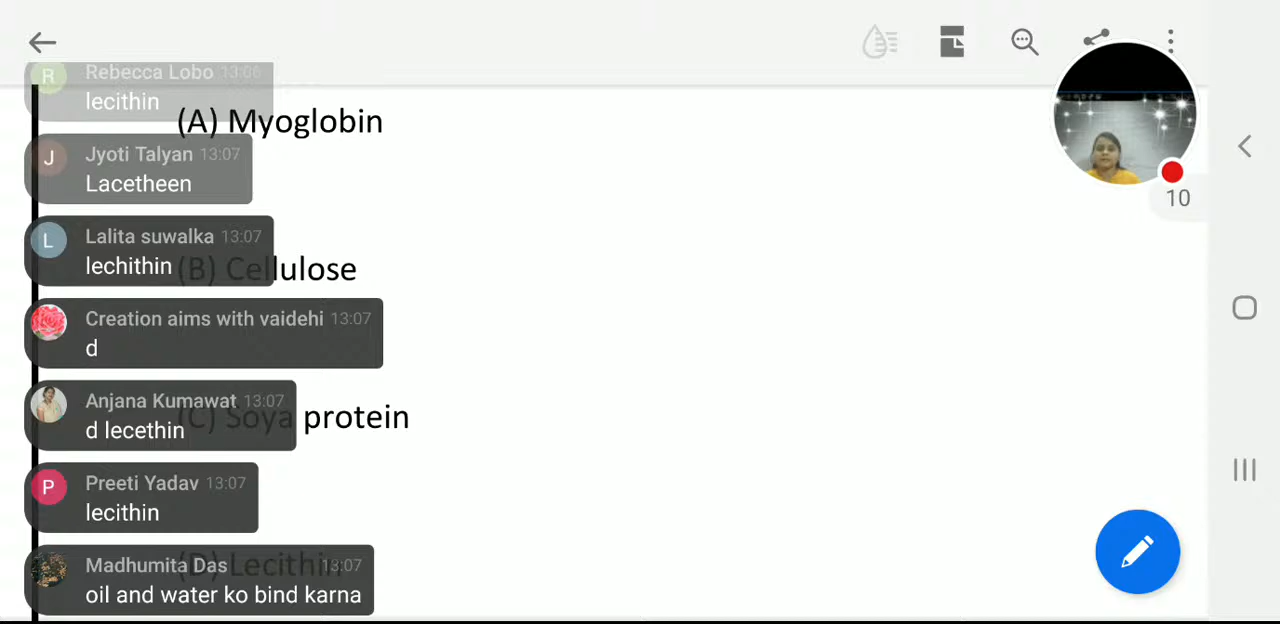 R Rebecca Lobo 13:06
lecithin
(A) Myoglobin
J Jyoti Talyan 13:07
Lacetheen
L Lalita suwalka 13:07
lechithin
(B) Cellulose
Creation aims with vaidehi 13:07
d
Anjana Kumawat 13:07
d lecethin
(C) Soya protein
P Preeti Yadav 13:07
lecithin
Madhumita Das 13:07
(D) Lecithin
oil and water ko bind karna
10